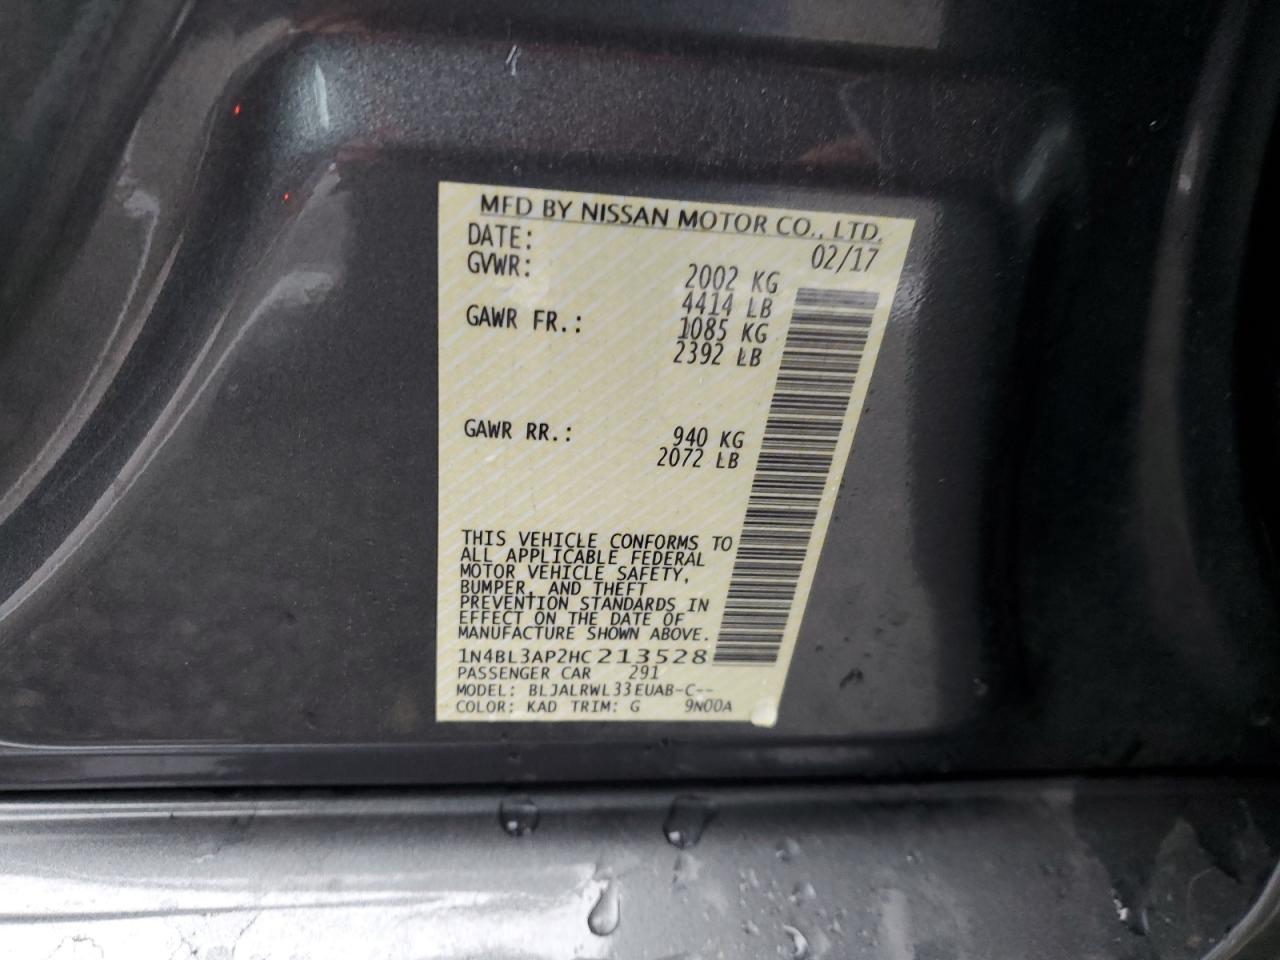 MFD BY NISSAN MOTOR CO., LTD.
DATE: 02/17
GVWR: 2002 KG
4414 LB
GAWR FR.: 1085 KG
2392 LB
GAWR RR.: 940 KG
2072 LB
THIS VEHICLE CONFORMS TO
ALL APPLICABLE FEDERAL
MOTOR VEHICLE SAFETY,
BUMPER, AND THEFT
PREVENTION STANDARDS IN
EFFECT ON THE DATE OF
MANUFACTURE SHOWN ABOVE.
1N4BL3AP2HC213528
PASSENGER CAR 291
MODEL: BLJALRWL33EUAB-C--
COLOR: KAD TRIM: G 9N00A